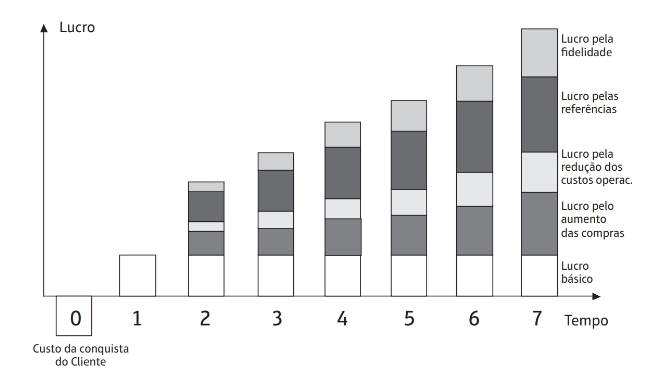 Lucro
Lucro pela
fidelidade
Lucro pelas
referências
Lucro pela
redução dos
custos operac.
Lucro pelo
aumento
das compras
Lucro
básico
0 1 2 3 4 5 6 7 Tempo
Custo da conquista
do Cliente